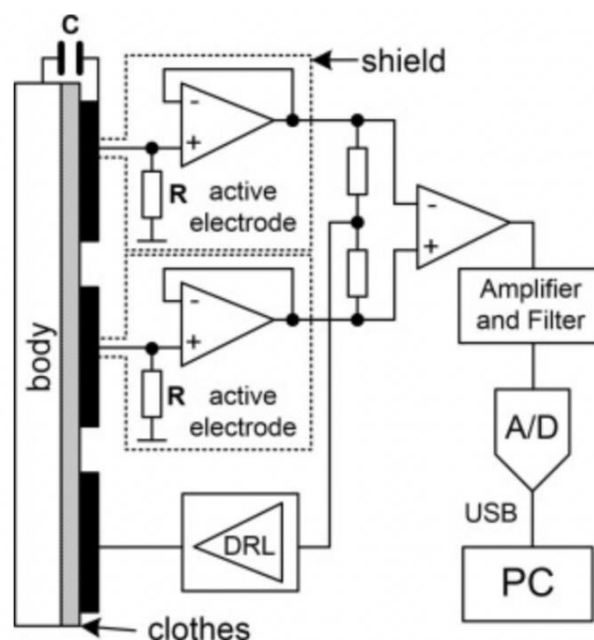 C
shield
-
+
R active
electrode
-
+
Amplifier
and Filter
-
+
R active
electrode
body
A/D
USB
DRL
PC
clothes